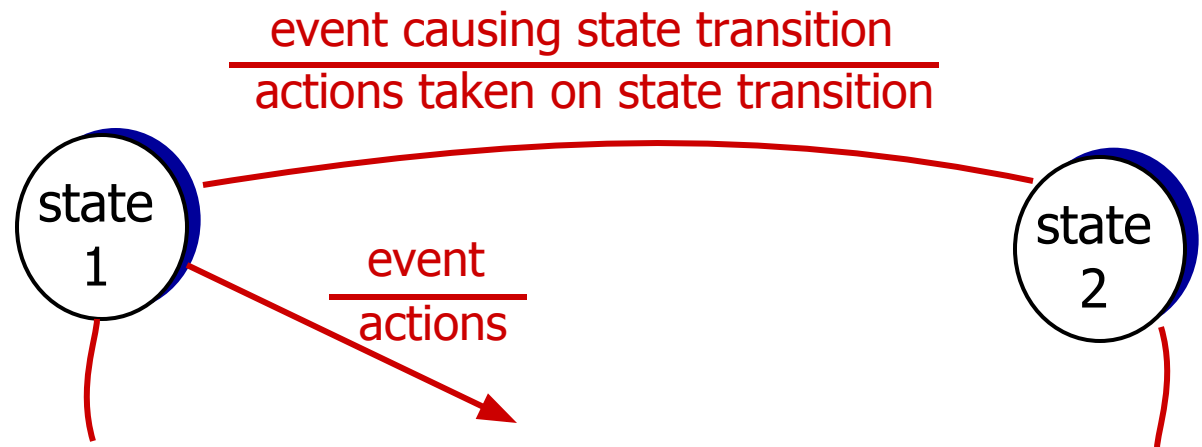 event causing state transition
actions taken on state transition
state
1
event
actions
state
2